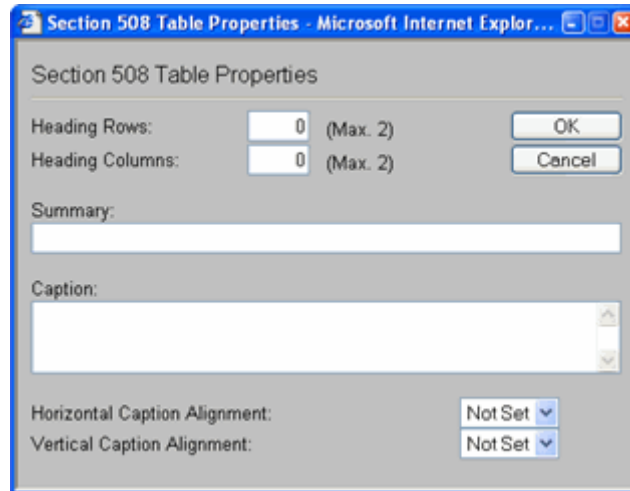 Section 508 Table Properties - Microsoft Internet Explor...
Section 508 Table Properties
Heading Rows: 0 (Max. 2) OK
Heading Columns: 0 (Max. 2) Cancel
Summary:
Caption:
Horizontal Caption Alignment: Not Set
Vertical Caption Alignment: Not Set